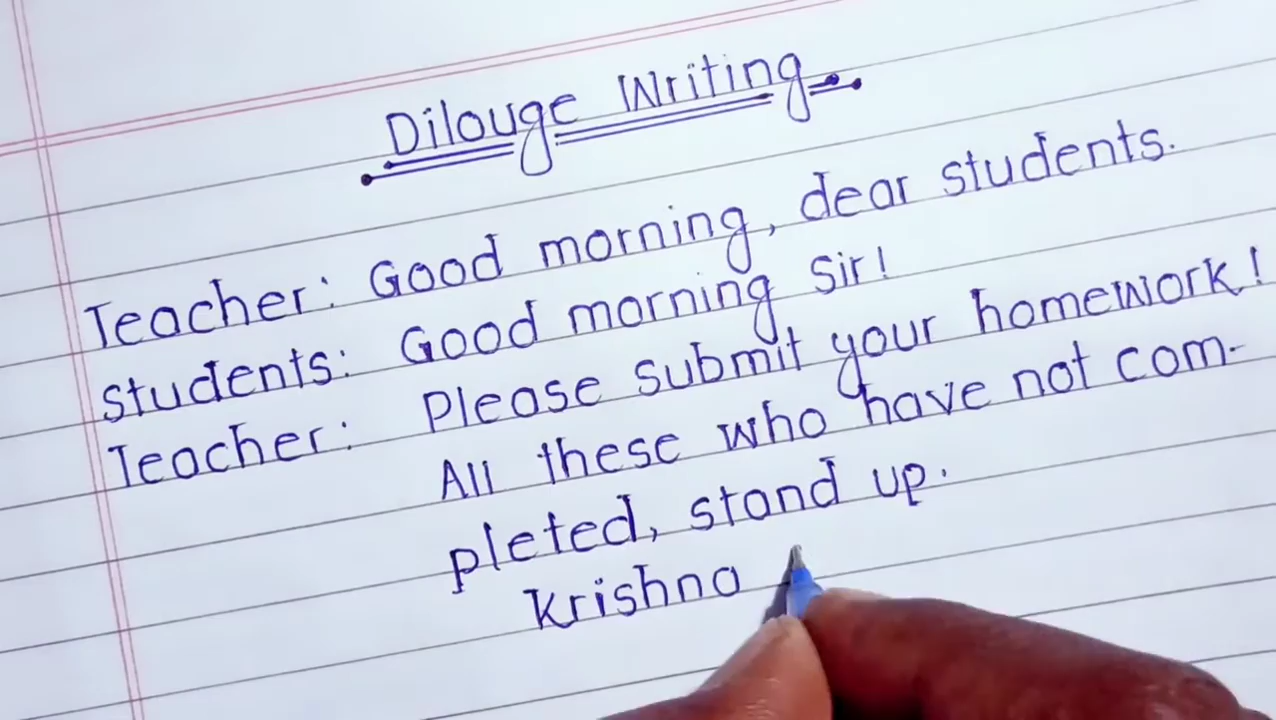 Dilouge Writing
Teacher: Good morning, dear students.
students: Good morning Sir!
Teacher: Please submit your homework!
All these who have not com-
pleted, stand up.
Krishna